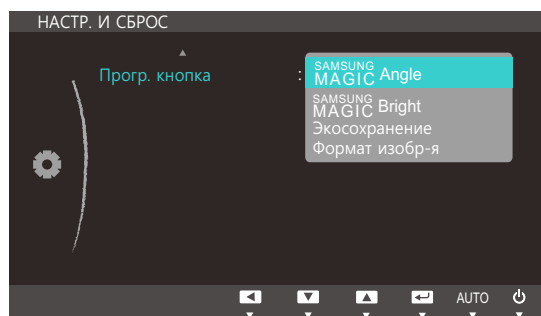 НАСТР. И СБРОС
Прогр. кнопка : SAMSUNG MAGIC Angle
SAMSUNG MAGIC Bright
Экосохранение
Формат изобр-я
AUTO